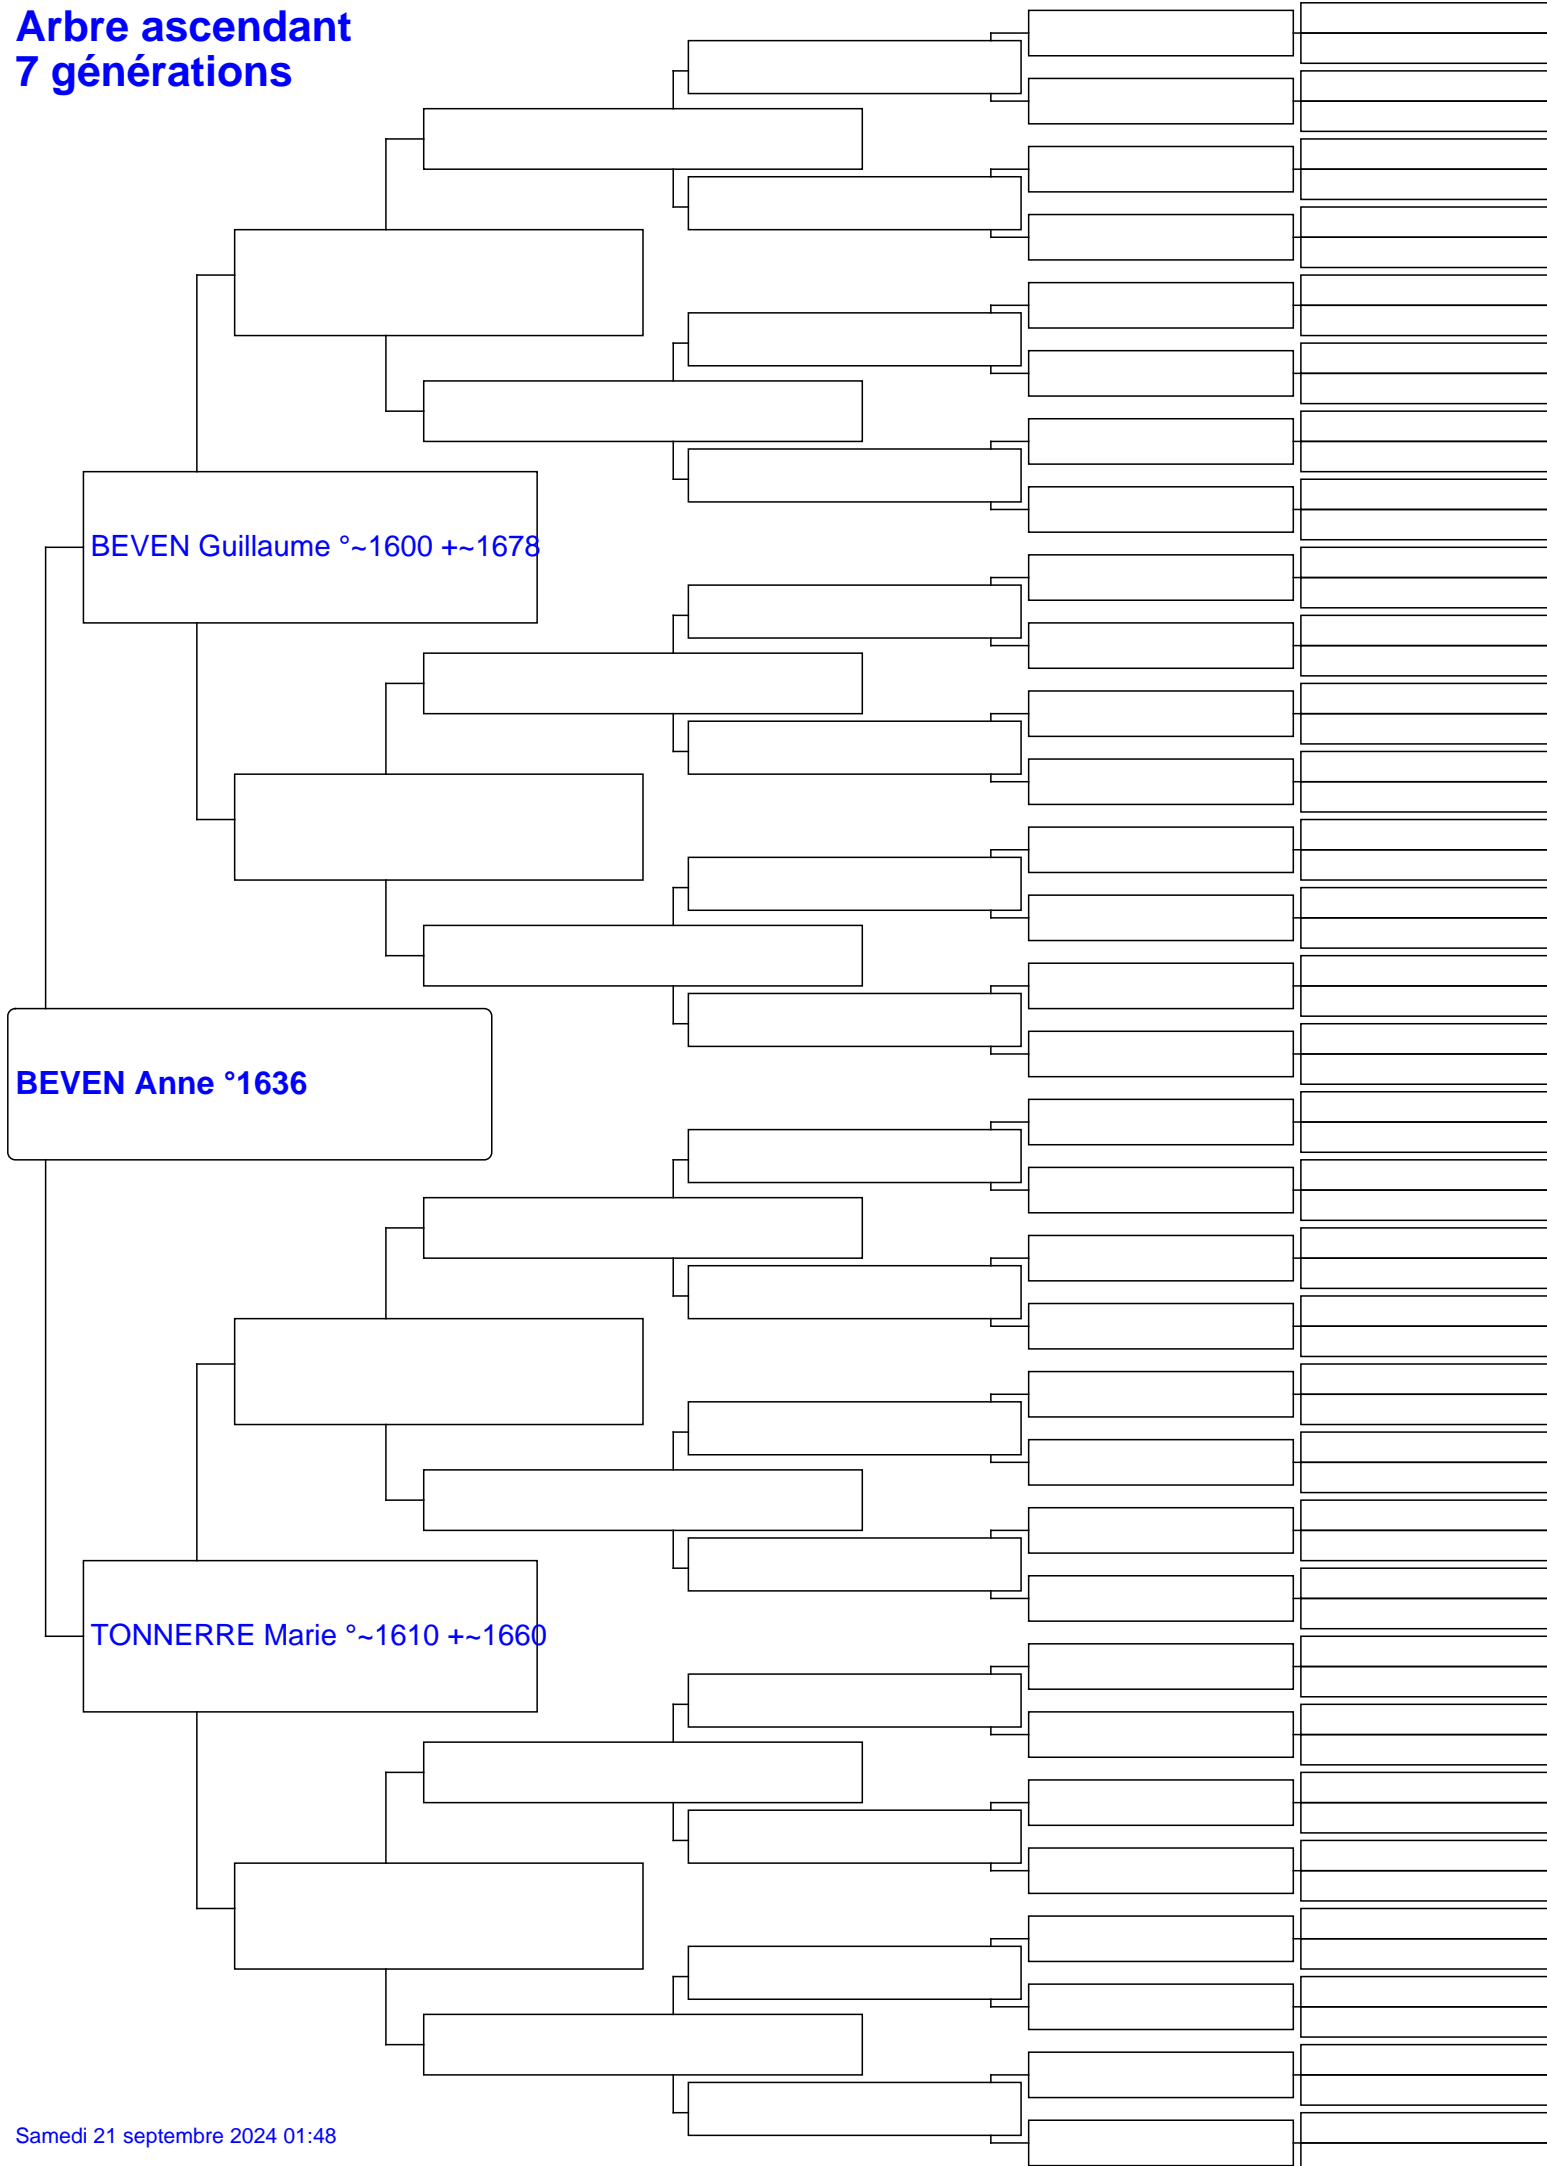 Arbre ascendant
7 générations
BEVEN Guillaume °~1600 +~1678
BEVEN Anne °1636
TONNERRE Marie °~1610 +~1660
Samedi 21 septembre 2024 01:48